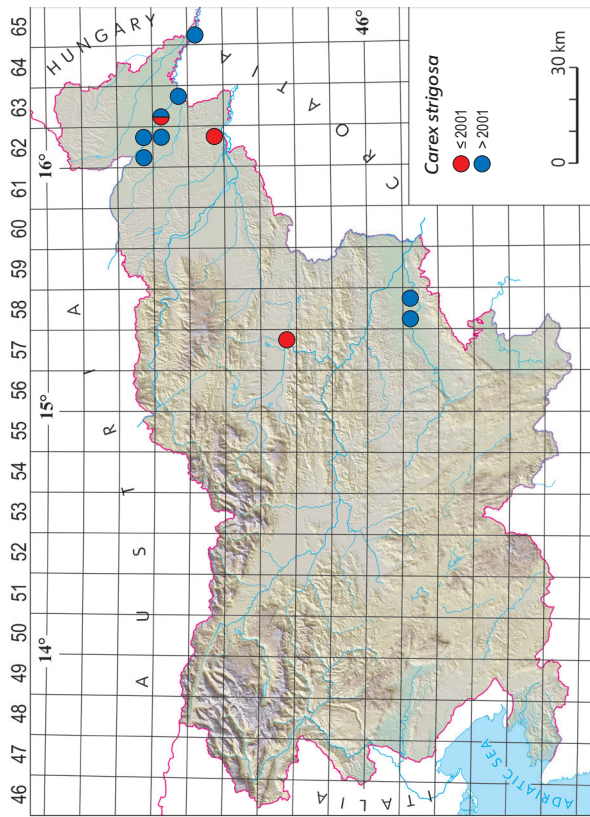 46 47 48 49 50 51 52 53 54 55 56 57 58 59 60 61 62 63 64 65
14° 15° 16°
AUSTRIA
HUNGARY
CROATIA
46°
ITALIA
ADRIATIC SEA
Carex strigosa
≤ 2001
> 2001
0 30 km